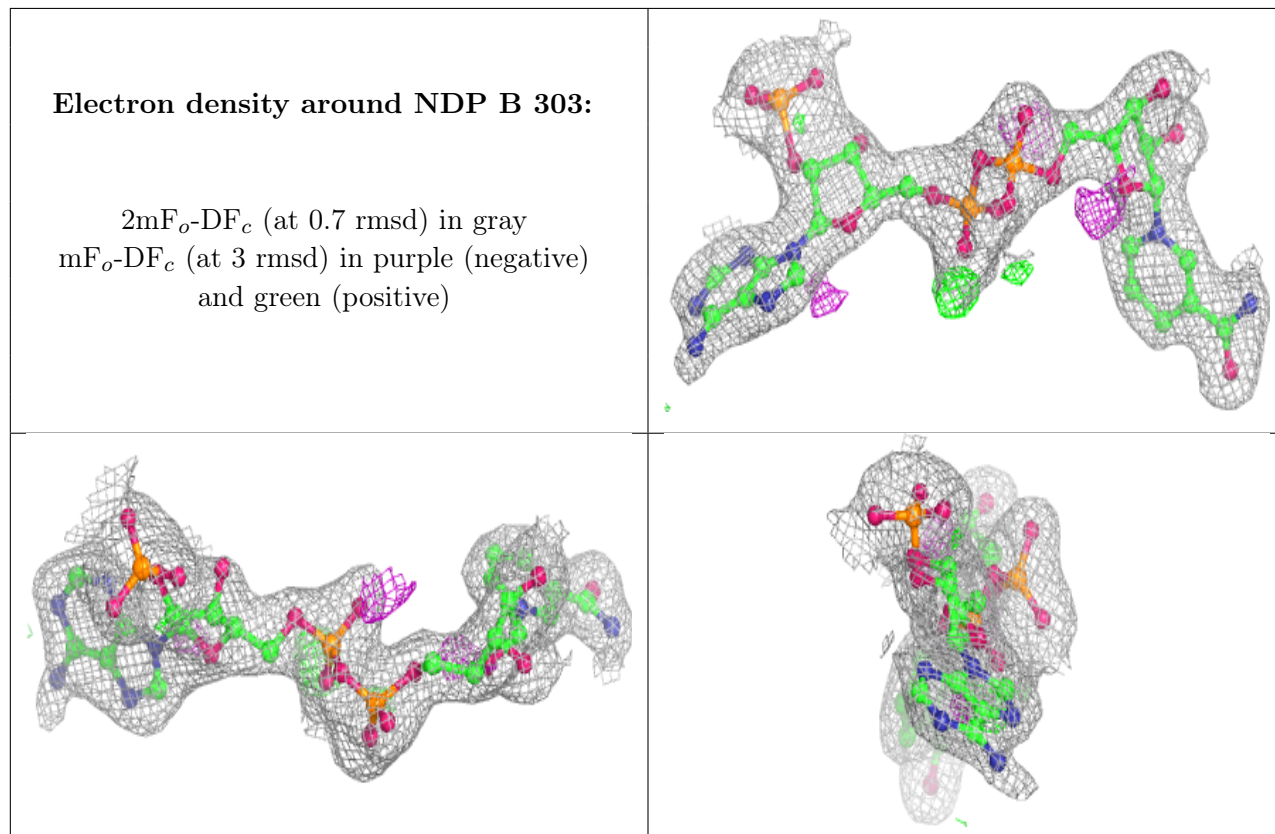 Electron density around NDP B 303:
2mFo-DFc (at 0.7 rmsd) in gray
mFo-DFc (at 3 rmsd) in purple (negative)
and green (positive)